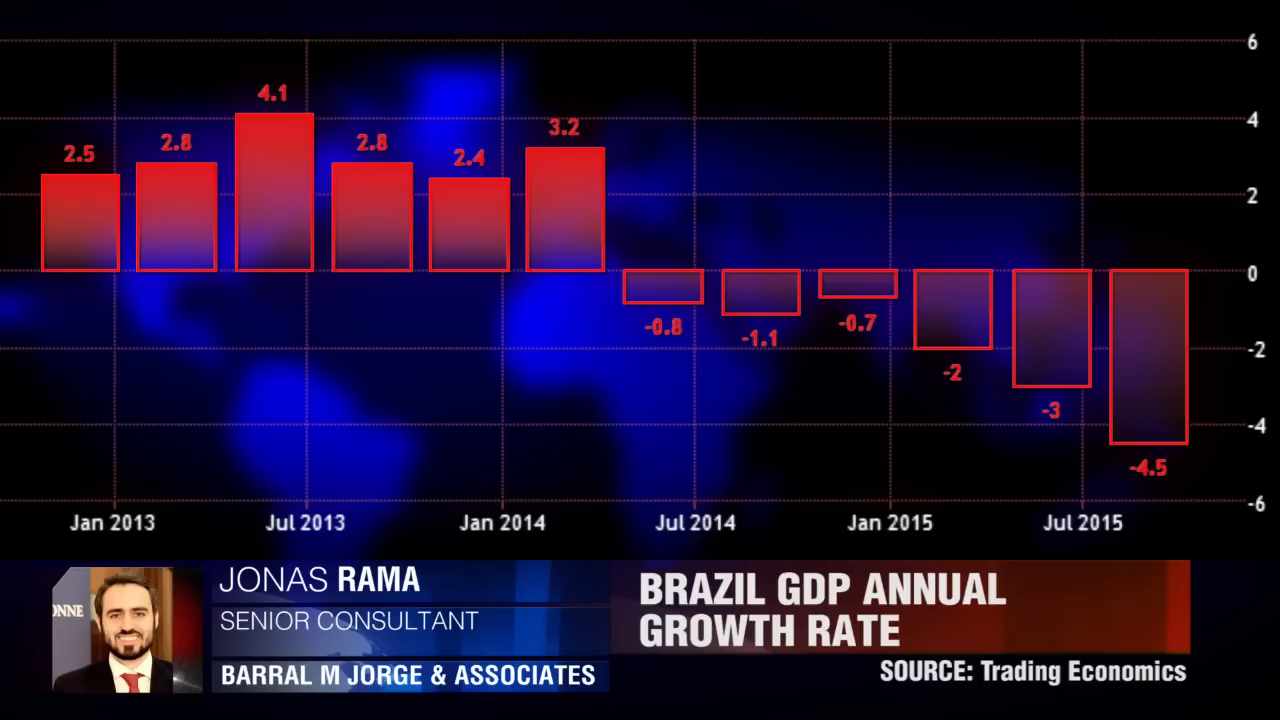 6
4.1
4
3.2
2.8
2.8
2.5
2.4
2
0
-0.8
-1.1
-0.7
-2
-2
-3
-4
-4.5
-6
Jan 2013
Jul 2013
Jan 2014
Jul 2014
Jan 2015
Jul 2015
ONNE
JONAS RAMA
SENIOR CONSULTANT
BARRAL M JORGE & ASSOCIATES
BRAZIL GDP ANNUAL
GROWTH RATE
SOURCE: Trading Economics